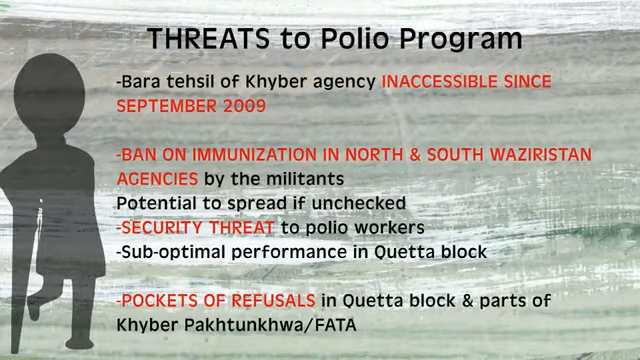 THREATS to Polio Program
-Bara tehsil of Khyber agency INACCESSIBLE SINCE
SEPTEMBER 2009
-BAN ON IMMUNIZATION IN NORTH & SOUTH WAZIRISTAN
AGENCIES by the militants
Potential to spread if unchecked
-SECURITY THREAT to polio workers
-Sub-optimal performance in Quetta block
-POCKETS OF REFUSALS in Quetta block & parts of
Khyber Pakhtunkhwa/FATA